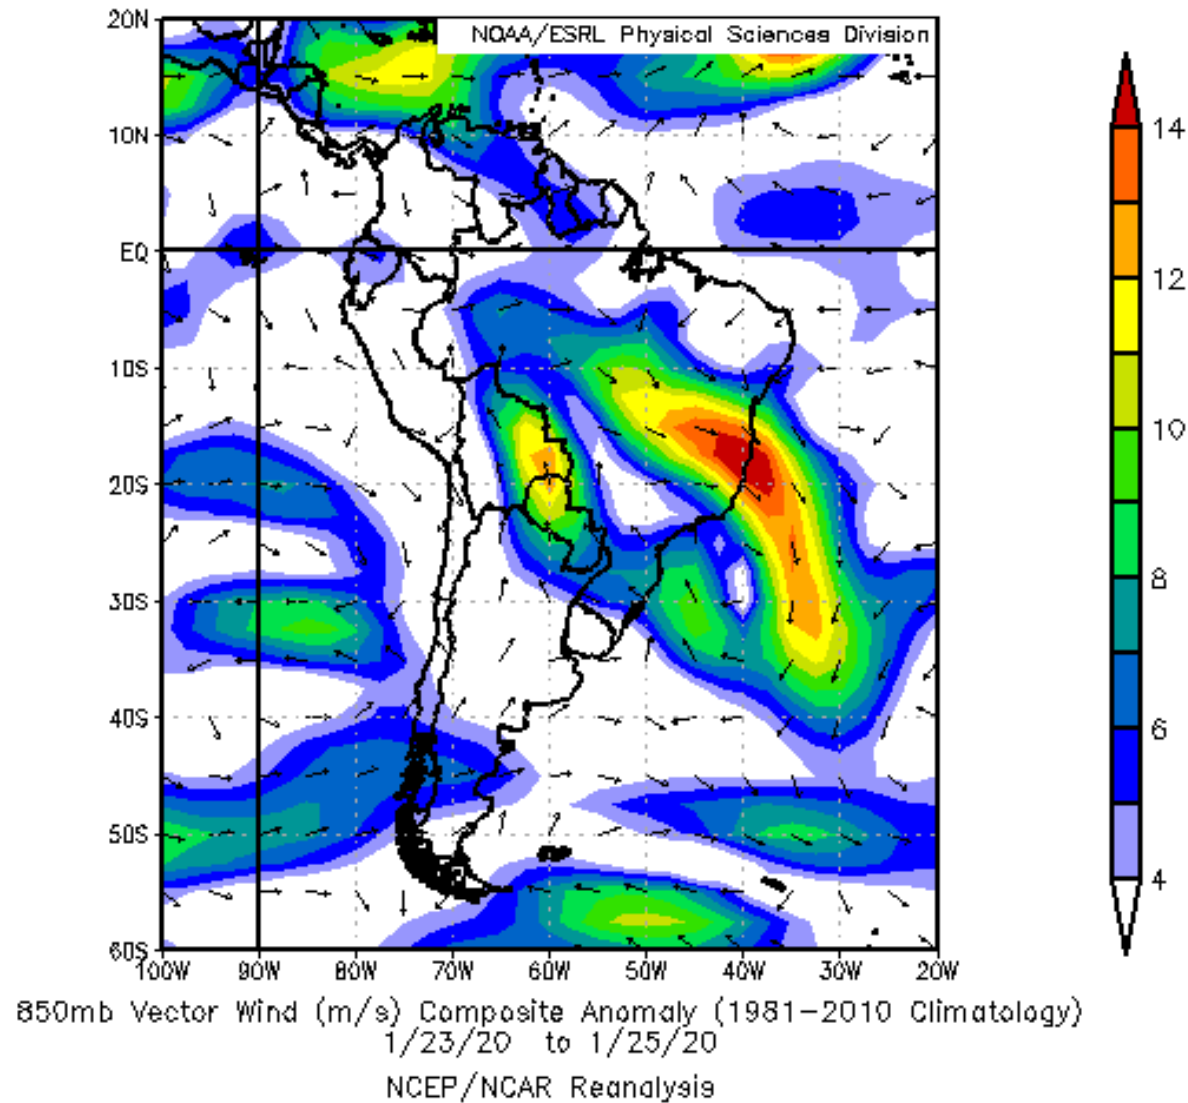 NOAA/ESRL Physical Sciences Division
20N
10N
EQ
10S
20S
30S
40S
50S
60S
100W 90W 80W 70W 60W 50W 40W 30W 20W
14
12
10
8
6
4
850mb Vector Wind (m/s) Composite Anomaly (1981-2010 Climatology)
1/23/20 to 1/25/20
NCEP/NCAR Reanalysis